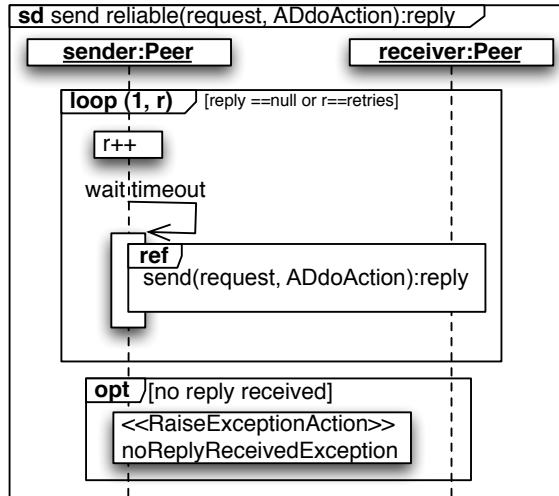 sd send reliable(request, ADdoAction):reply
sender:Peer
receiver:Peer
loop (1, r) [reply ==null or r==retries]
r++
wait timeout
ref
send(request, ADdoAction):reply
opt [no reply received]
<<RaiseExceptionAction>>
noReplyReceivedException